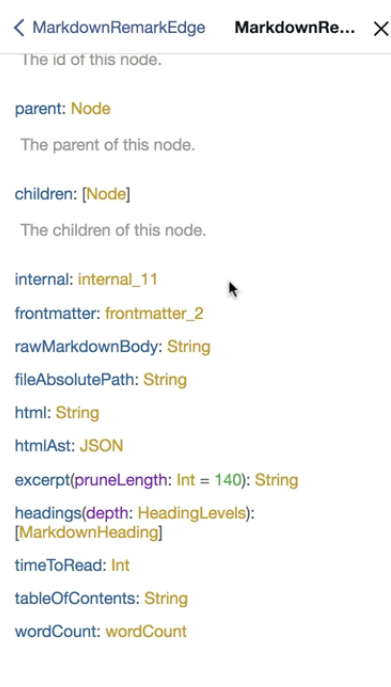 MarkdownRemarkEdge MarkdownRe...
The id of this node.
parent: Node
The parent of this node.
children: [Node]
The children of this node.
internal: internal_11
frontmatter: frontmatter_2
rawMarkdownBody: String
fileAbsolutePath: String
html: String
htmlAst: JSON
excerpt(pruneLength: Int = 140): String
headings(depth: HeadingLevels):
[MarkdownHeading]
timeToRead: Int
tableOfContents: String
wordCount: wordCount